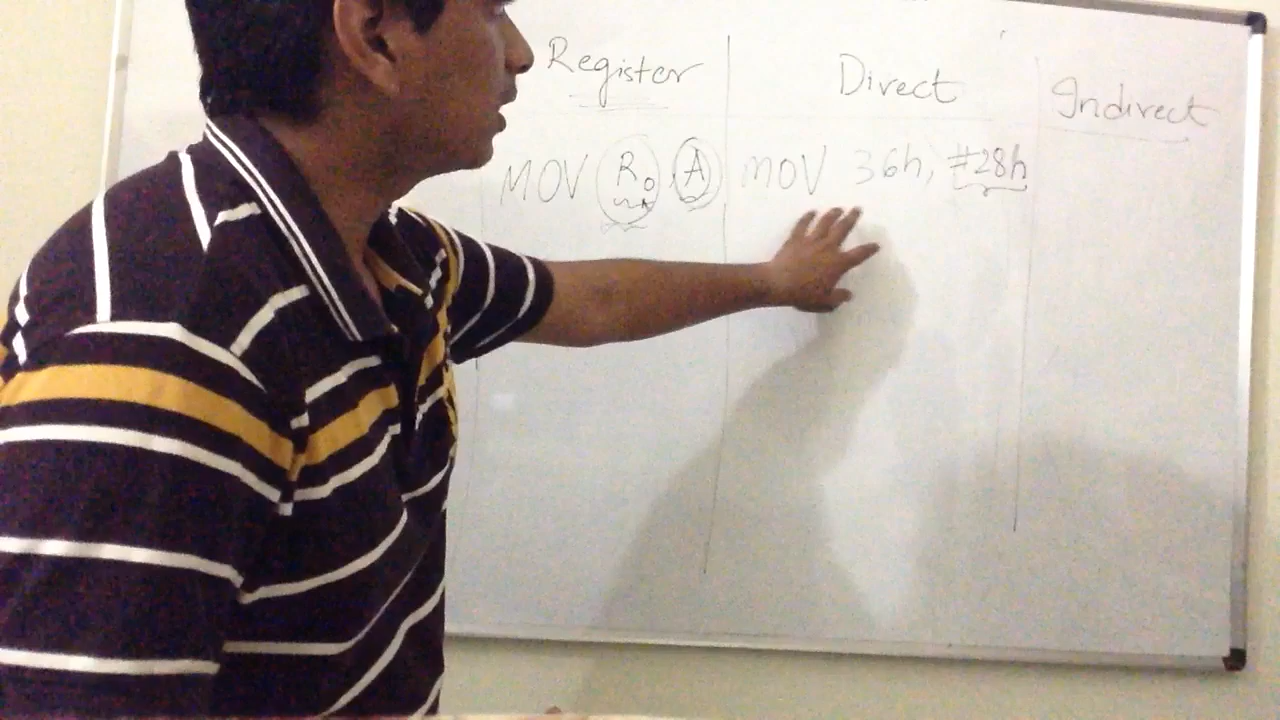 Register
Direct
Indirect
MOV R0, A
MOV 36h, #28h